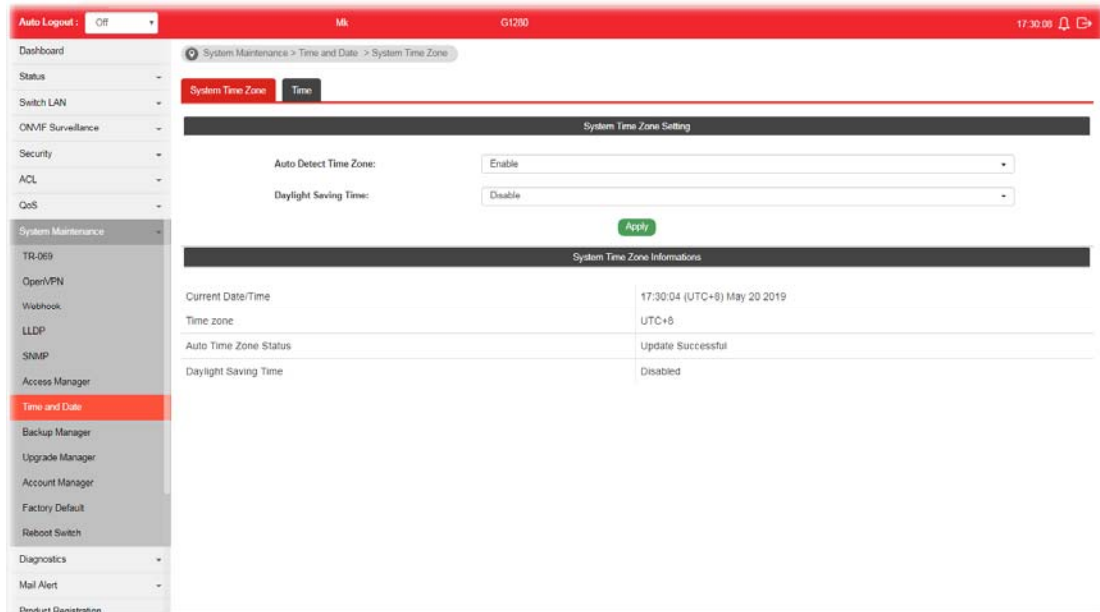 Auto Logout : Off Mk G1280 17:30:08
Dashboard
Status
Switch LAN
ONVIF Surveillance
Security
ACL
QoS
System Maintenance
TR-069
OpenVPN
Webhook
LLDP
SNMP
Access Manager
Time and Date
Backup Manager
Upgrade Manager
Account Manager
Factory Default
Reboot Switch
Diagnostics
Mail Alert
Product Registration
System Maintenance > Time and Date > System Time Zone
System Time Zone Time
System Time Zone Setting
Auto Detect Time Zone: Enable
Daylight Saving Time: Disable
Apply
System Time Zone Informations
Current Date/Time 17:30:04 (UTC+8) May 20 2019
Time zone UTC+8
Auto Time Zone Status Update Successful
Daylight Saving Time Disabled